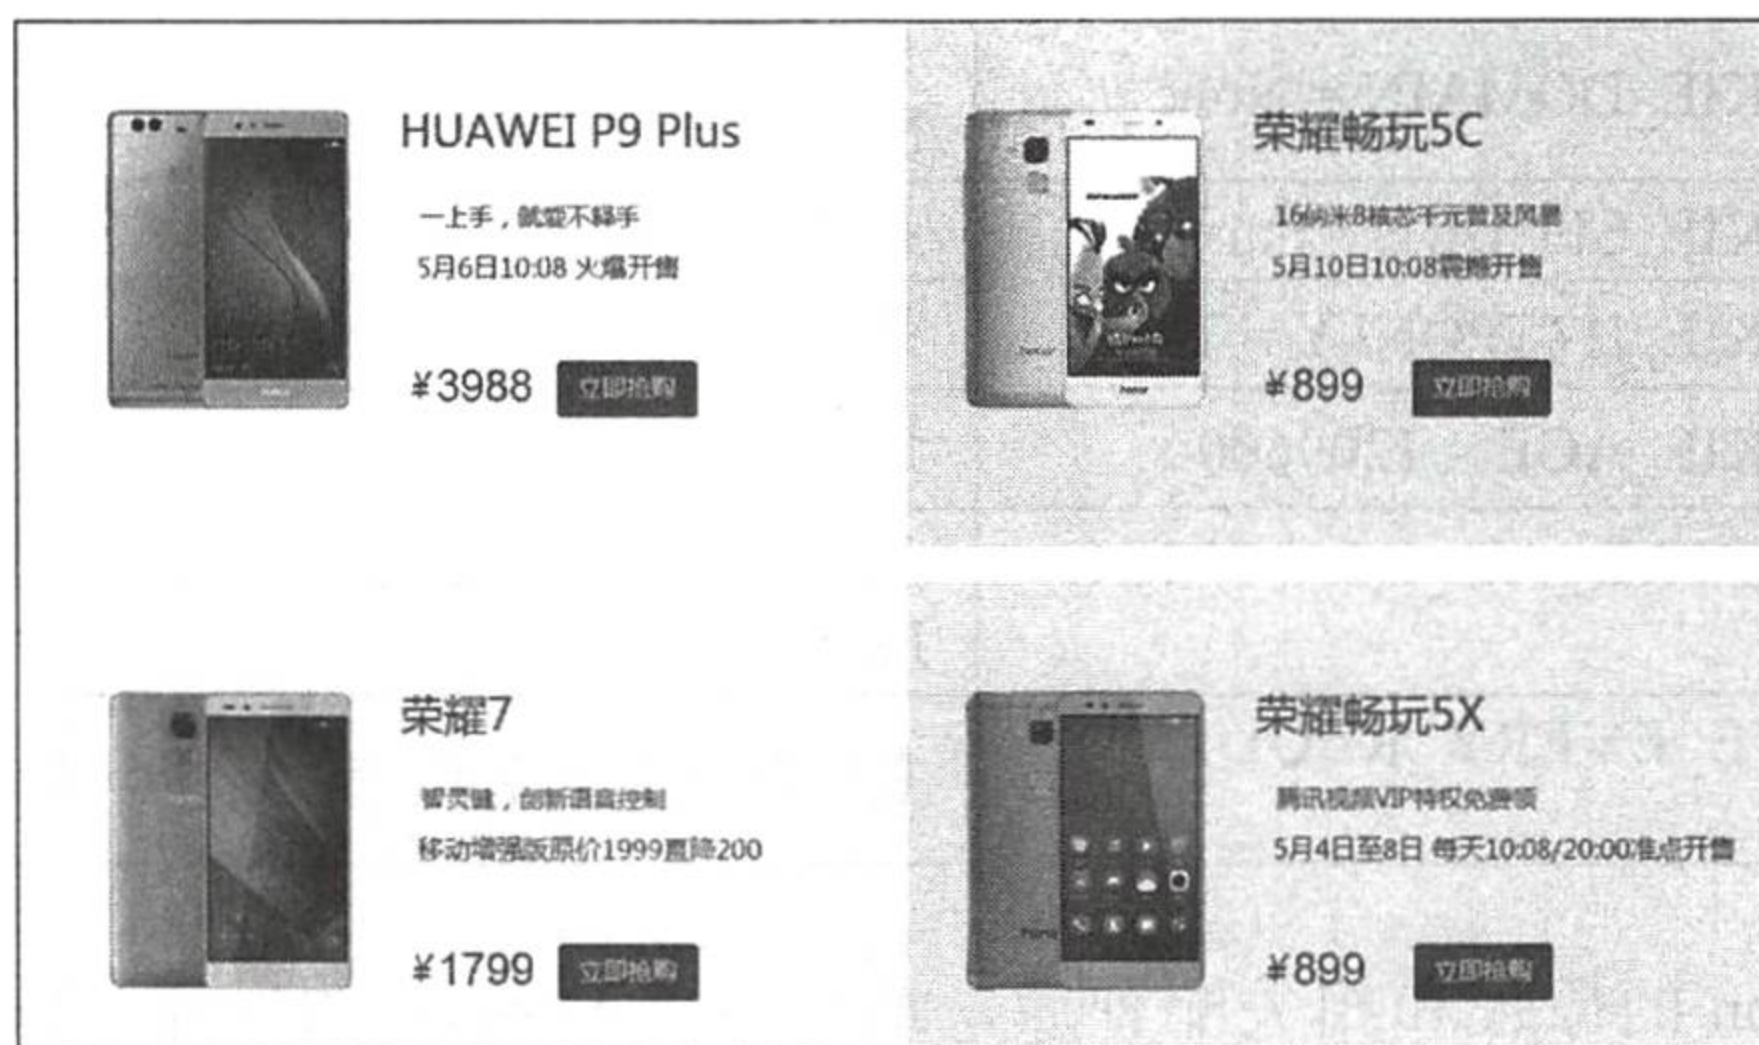 HUAWEI P9 Plus
一上手，就爱不释手
5月6日10:08 火爆开售
¥3988 立即抢购
荣耀畅玩5C
16纳米8核芯千元普及风暴
5月10日10:08震撼开售
honor
honor
¥899 立即抢购
荣耀7
智灵键，创新语音控制
移动增强版原价1999直降200
¥1799 立即抢购
荣耀畅玩5X
腾讯视频VIP特权免费领
5月4日至8日 每天10:08/20:00准点开售
¥899 立即抢购